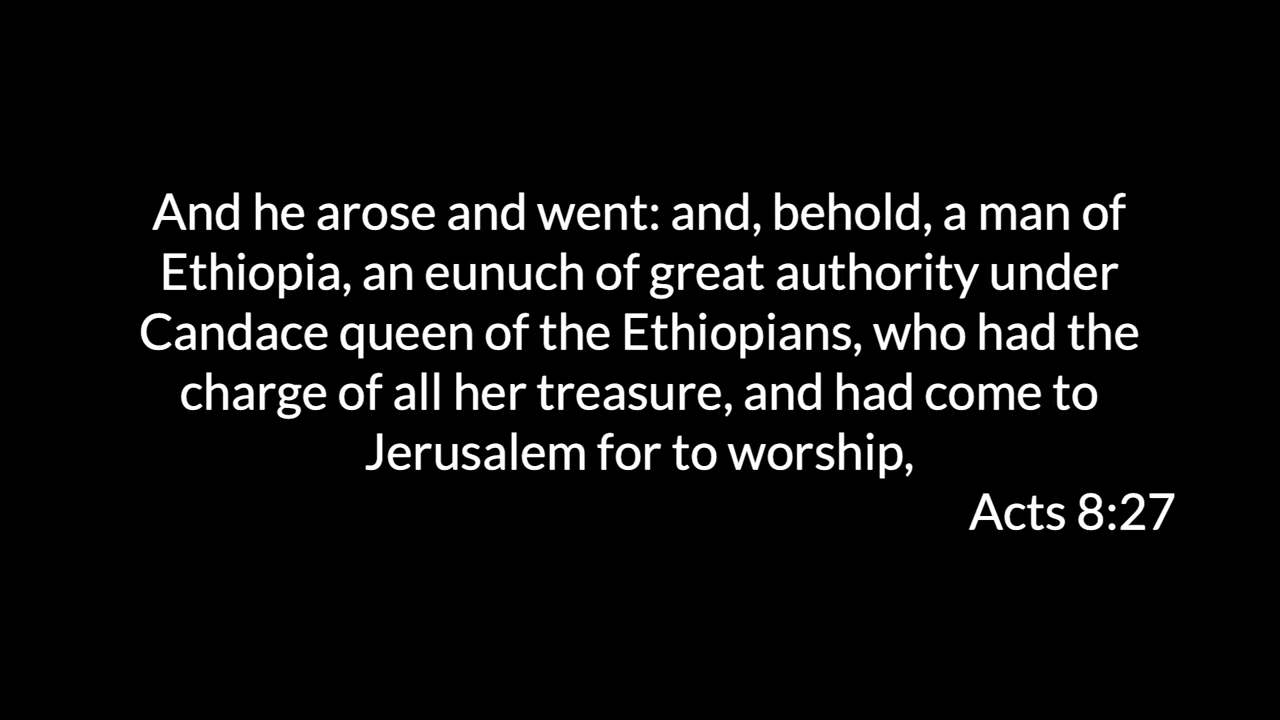 And he arose and went: and, behold, a man of
Ethiopia, an eunuch of great authority under
Candace queen of the Ethiopians, who had the
charge of all her treasure, and had come to
Jerusalem for to worship,
Acts 8:27